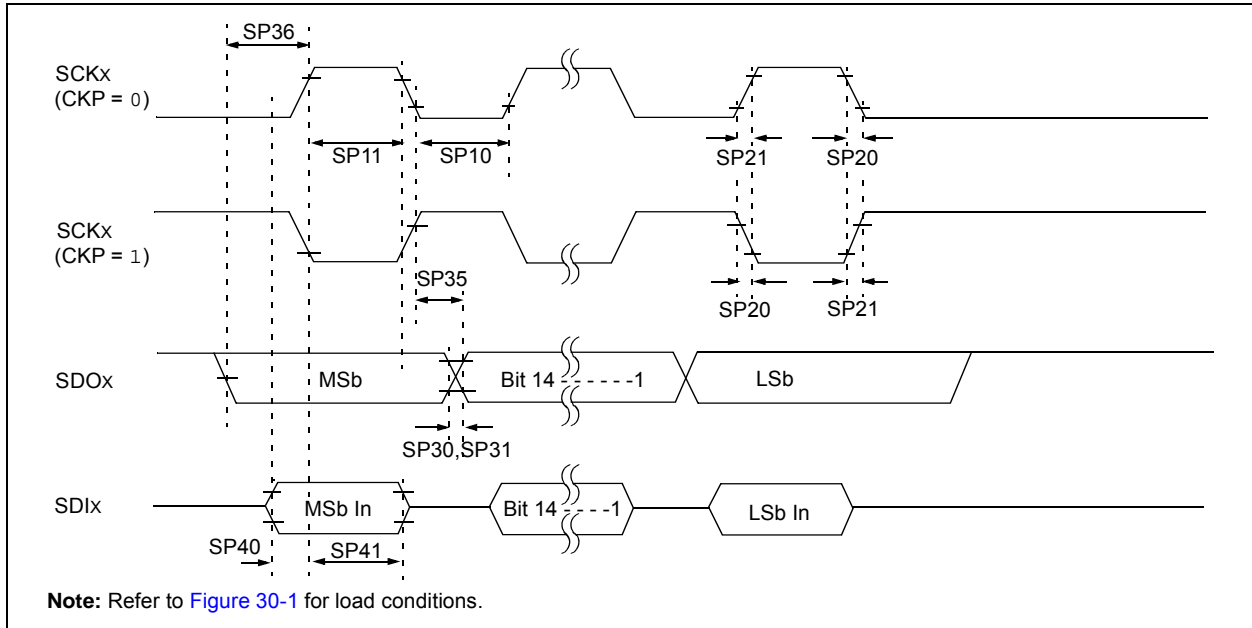 SP36
SCKx
(CKP = 0)
SP11
SP10
SP21
SP20
SCKx
(CKP = 1)
SP35
SP20
SP21
SDOx
MSb
Bit 14 - - - - - -1
LSb
SP30,SP31
SDIx
MSb In
Bit 14 - - - -1
LSb In
SP40
SP41
Note: Refer to Figure 30-1 for load conditions.